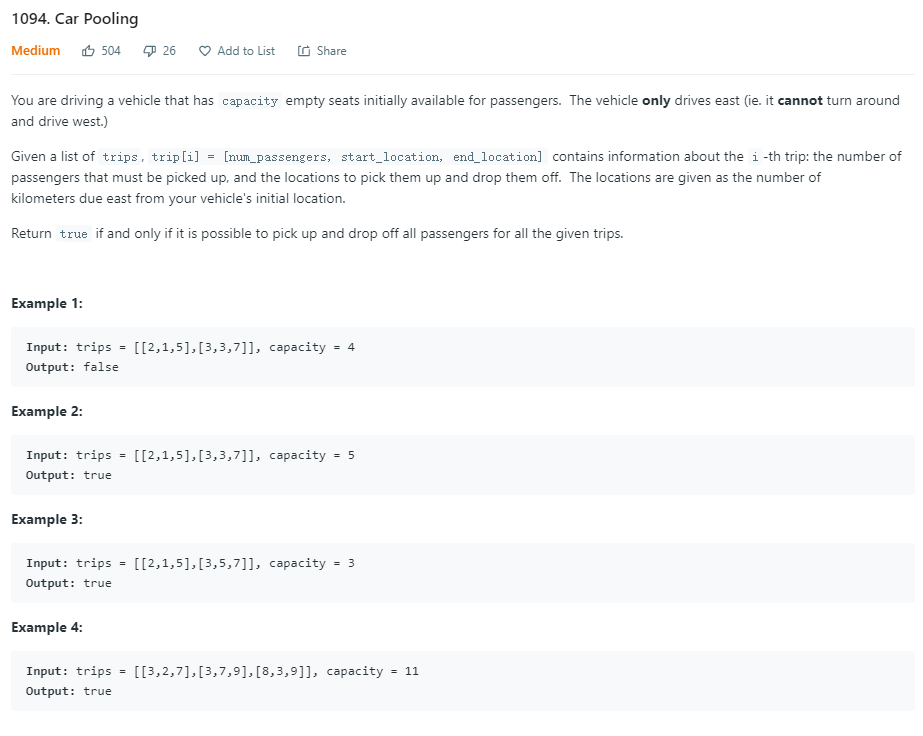 1094. Car Pooling
Medium 504 26 Add to List Share
You are driving a vehicle that has capacity empty seats initially available for passengers. The vehicle only drives east (ie. it cannot turn around
and drive west.)
Given a list of trips, trip[i] = [num_passengers, start_location, end_location] contains information about the i -th trip: the number of
passengers that must be picked up, and the locations to pick them up and drop them off. The locations are given as the number of
kilometers due east from your vehicle's initial location.
Return true if and only if it is possible to pick up and drop off all passengers for all the given trips.
Example 1:
Input: trips = [[2,1,5],[3,3,7]], capacity = 4
Output: false
Example 2:
Input: trips = [[2,1,5],[3,3,7]], capacity = 5
Output: true
Example 3:
Input: trips = [[2,1,5],[3,5,7]], capacity = 3
Output: true
Example 4:
Input: trips = [[3,2,7],[3,7,9],[8,3,9]], capacity = 11
Output: true